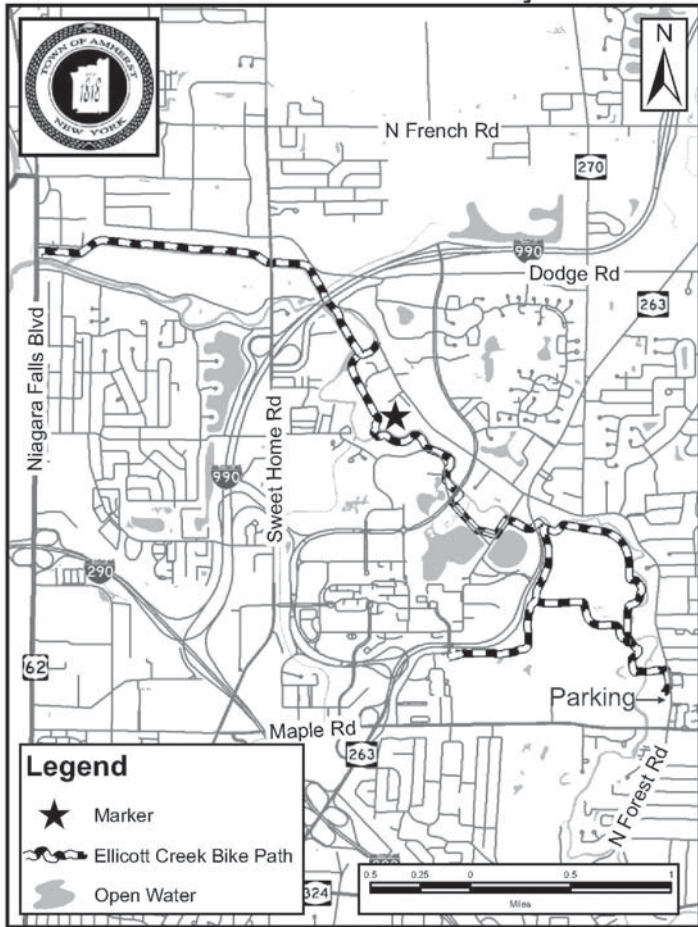 TOWN OF AMHERST
1818
NEW YORK
N
N French Rd
270
990
Dodge Rd
263
Niagara Falls Blvd
Sweet Home Rd
990
290
62
Parking
Maple Rd
263
N Forest Rd
Legend
Marker
Ellicott Creek Bike Path
Open Water
324
0.5 0.25 0 0.5 1
Miles